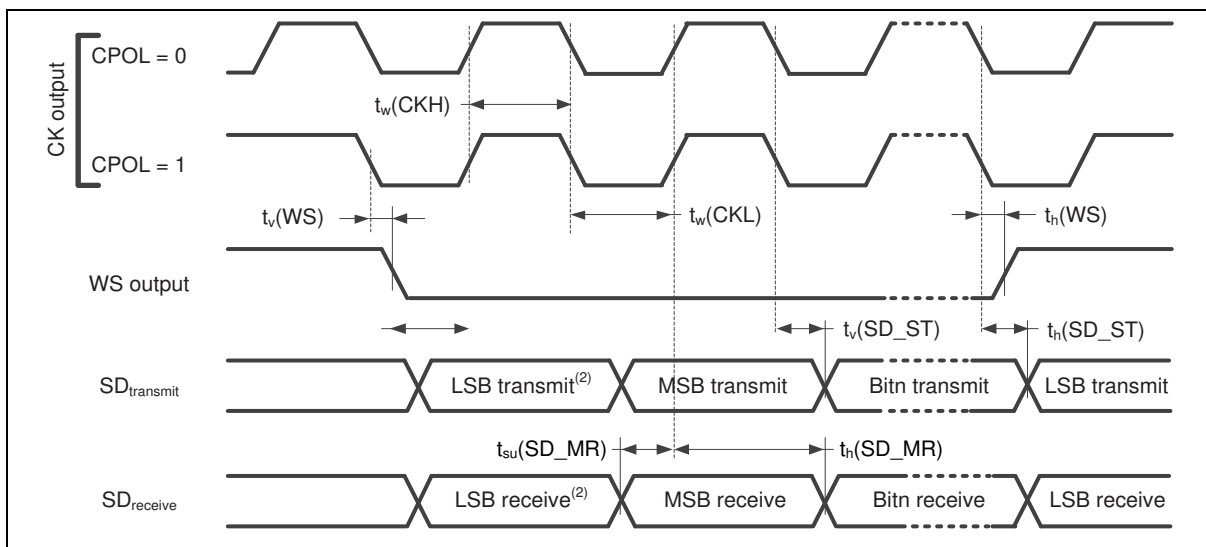 CK output
CPOL = 0
tw(CKH)
CPOL = 1
tv(WS)
tw(CKL)
th(WS)
WS output
tv(SD_ST)
th(SD_ST)
SDtransmit
LSB transmit(2)
MSB transmit
Bitn transmit
LSB transmit
tsu(SD_MR)
th(SD_MR)
SDreceive
LSB receive(2)
MSB receive
Bitn receive
LSB receive